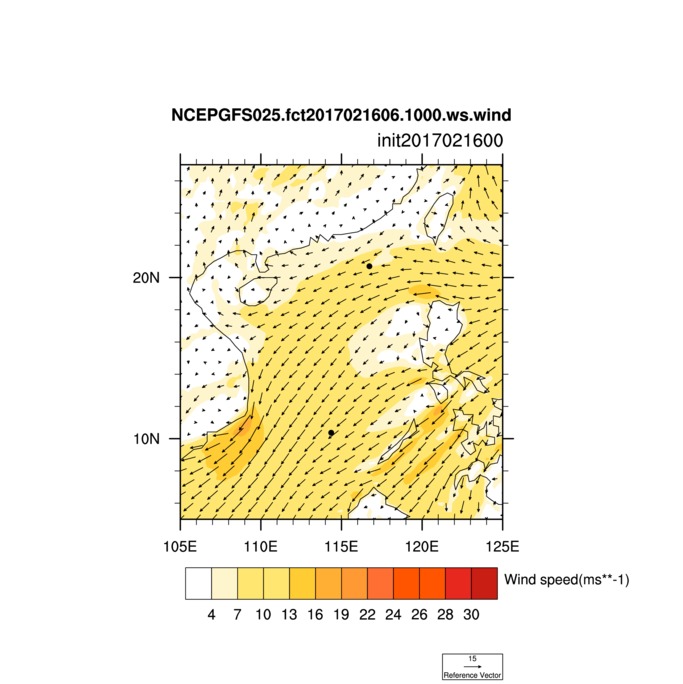 NCEPGFS025.fct2017021606.1000.ws.wind
init2017021600
20N
10N
105E 110E 115E 120E 125E
Wind speed(ms**-1)
4 7 10 13 16 19 22 24 26 28 30
15
Reference Vector